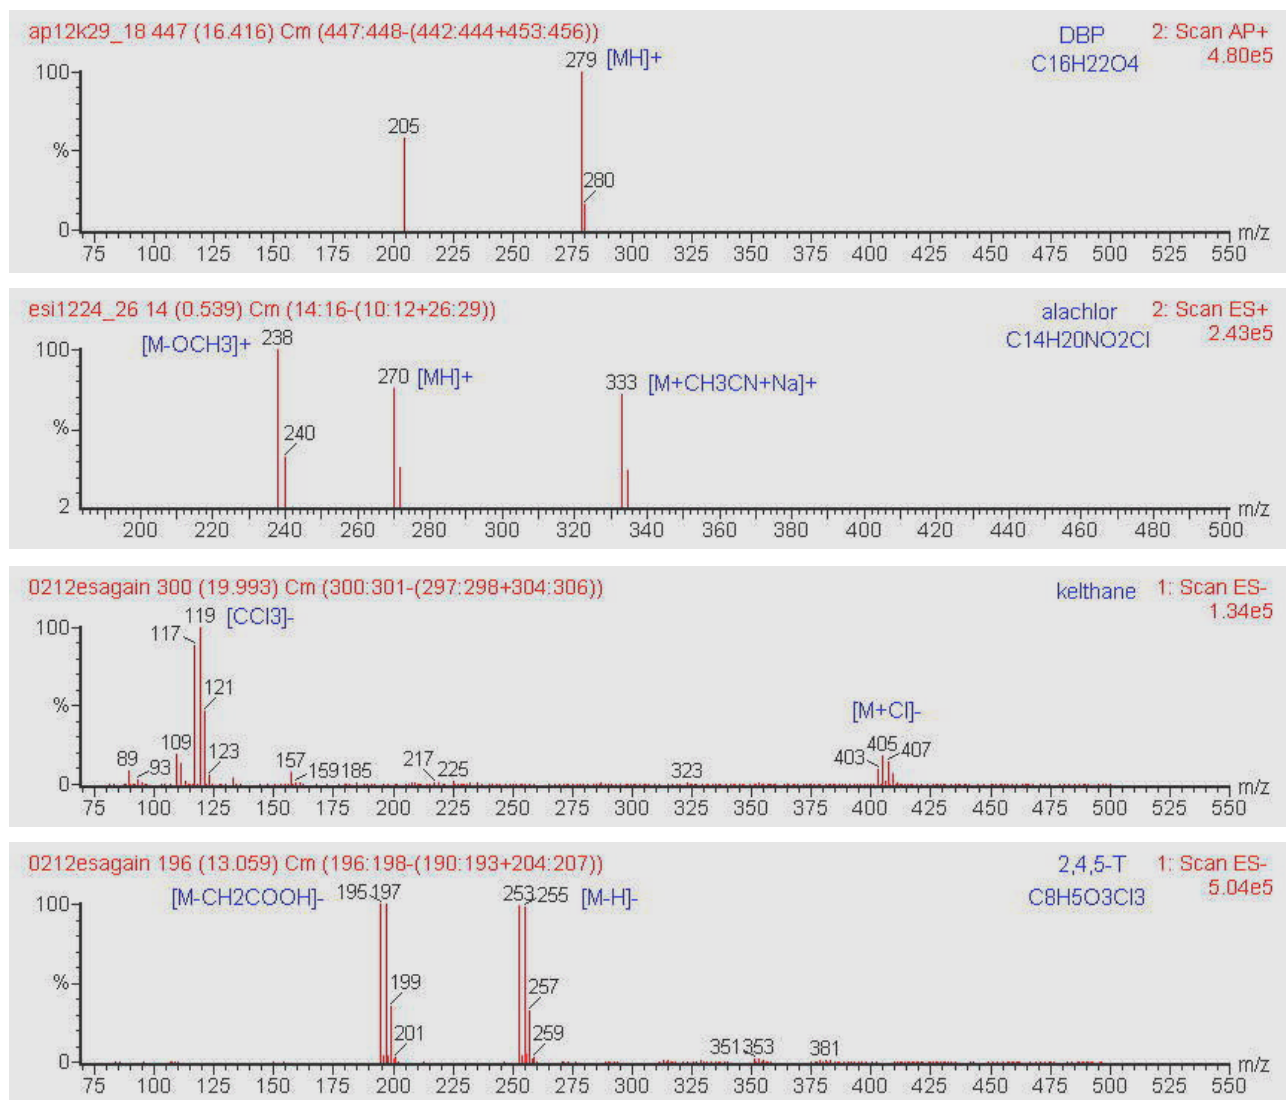 ap12k29_18 447 (16.416) Cm (447:448-(442:444+453:456))
DBP
2: Scan AP+
C16H22O4
4.80e5
279 [MH]+
100
205
%
280
0
75 100 125 150 175 200 225 250 275 300 325 350 375 400 425 450 475 500 525 550 m/z
esi1224_26 14 (0.539) Cm (14:16-(10:12+26:29))
alachlor
2: Scan ES+
C14H20NO2Cl
2.43e5
[M-OCH3]+ 238
100
270 [MH]+
333 [M+CH3CN+Na]+
%
240
2
200 220 240 260 280 300 320 340 360 380 400 420 440 460 480 500 m/z
0212esagain 300 (19.993) Cm (300:301-(297:298+304:306))
kelthane
1: Scan ES-
1.34e5
119 [CCl3]-
100
117
121
%
[M+Cl]-
109
123
89
93
157
159 185
217
225
323
403
405
407
0
75 100 125 150 175 200 225 250 275 300 325 350 375 400 425 450 475 500 525 550 m/z
0212esagain 196 (13.059) Cm (196:198-(190:193+204:207))
2,4,5-T
1: Scan ES-
C8H5O3Cl3
5.04e5
[M-CH2COOH]- 195 197
253 255 [M-H]-
100
%
199
257
201
259
351 353
381
0
75 100 125 150 175 200 225 250 275 300 325 350 375 400 425 450 475 500 525 550 m/z